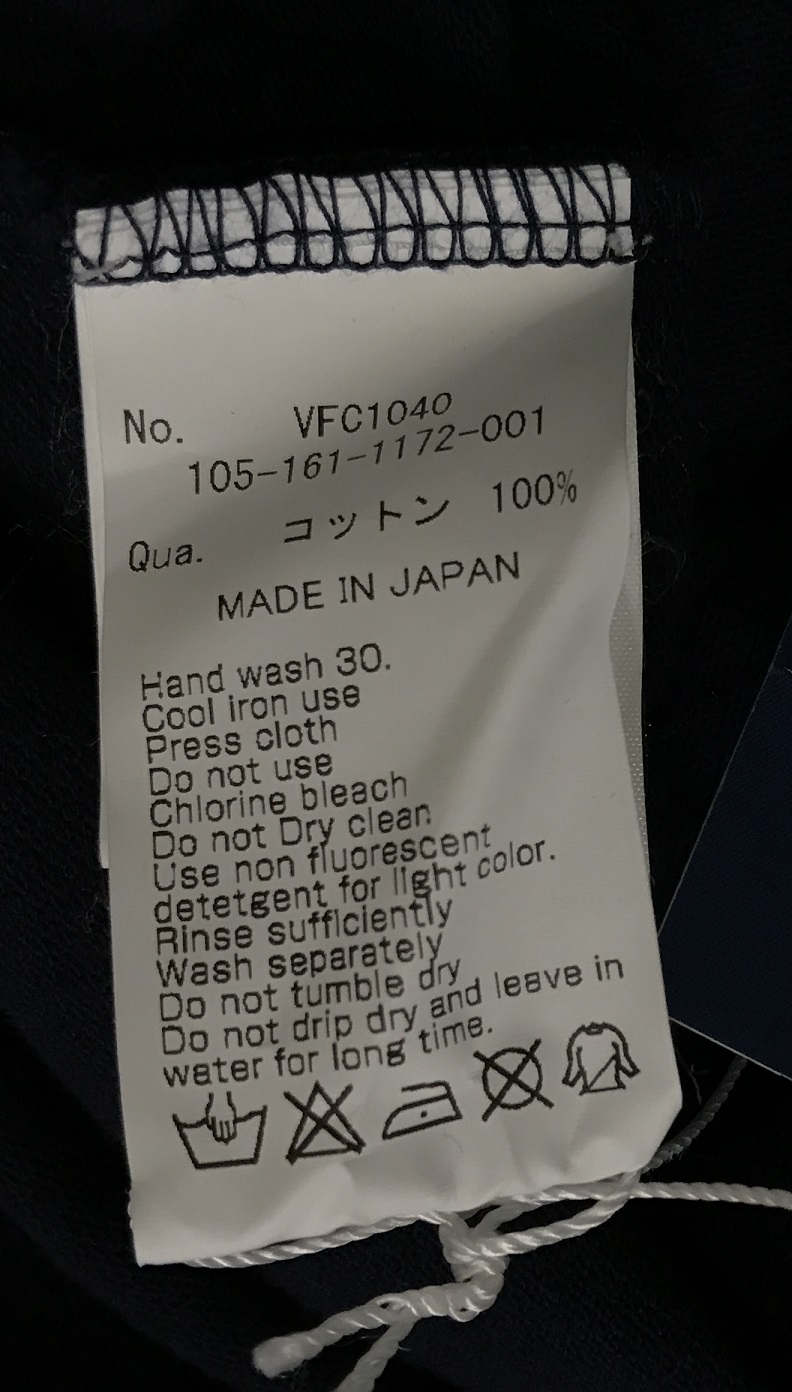 No. VFC1040
105-161-1172-001
Qua. コットン 100%
MADE IN JAPAN
Hand wash 30.
Cool iron use
Press cloth
Do not use
Chlorine bleach
Do not Dry clean
Use non fluorescent
detetgent for light color.
Rinse sufficiently
Wash separately
Do not tumble dry
Do not drip dry and leave in
water for long time.